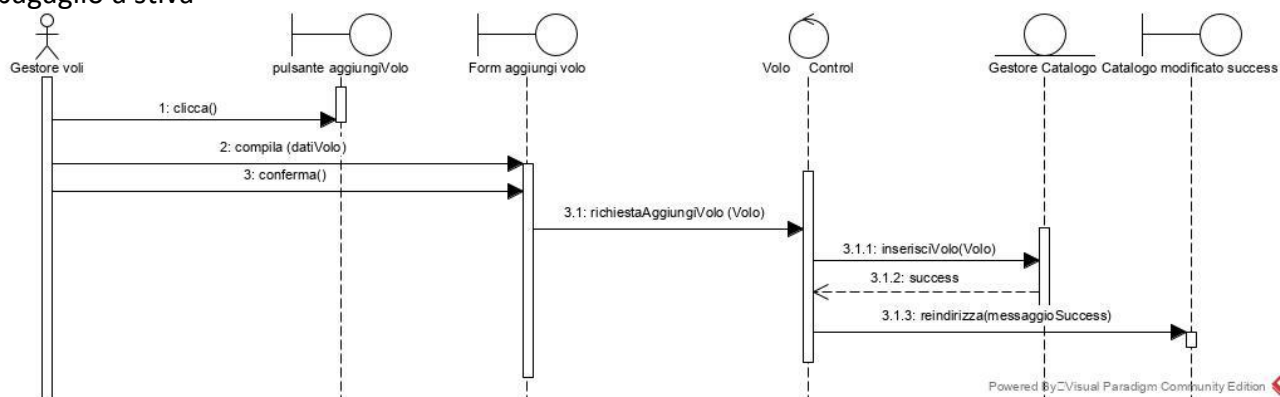 bagaglio a stiva
Gestore voli
pulsante aggiungiVolo
Form aggiungi volo
Volo Control
Gestore Catalogo
Catalogo modificato success
1: clicca()
2: compila (datiVolo)
3: conferma()
3.1: richiestaAggiungiVolo (Volo)
3.1.1: inserisciVolo(Volo)
3.1.2: success
3.1.3: reindirizza(messaggioSuccess)
Powered By Visual Paradigm Community Edition